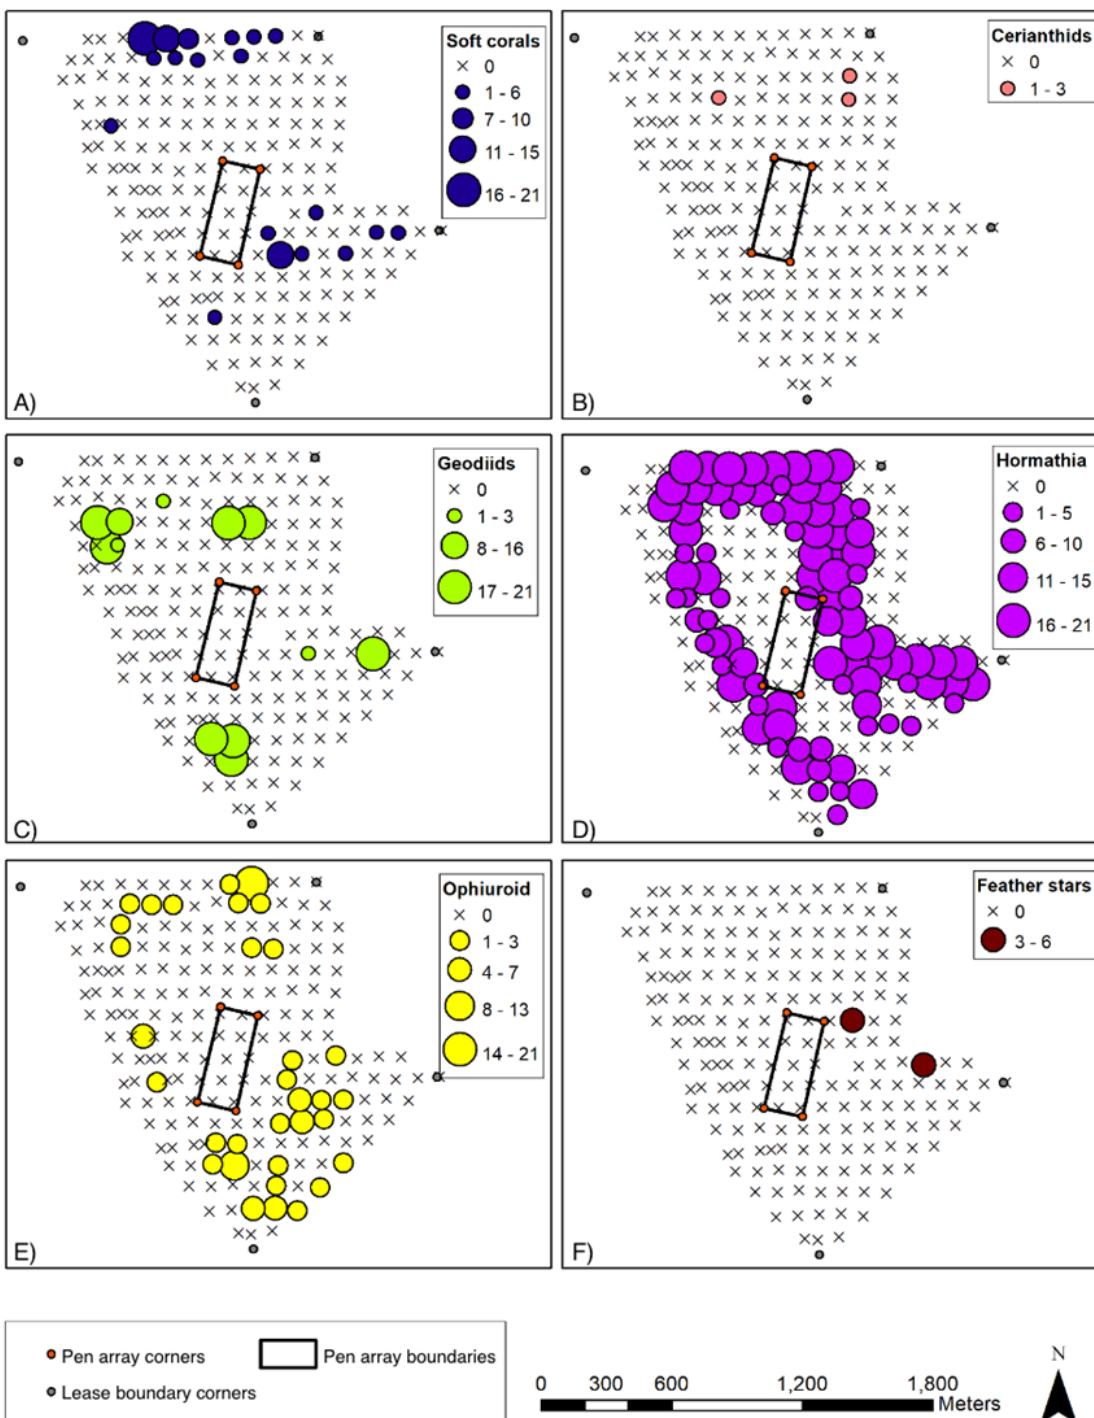 Soft corals
0
1 - 6
7 - 10
11 - 15
16 - 21
A)
Cerianthids
0
1 - 3
B)
Geodiids
0
1 - 3
8 - 16
17 - 21
C)
Hormathia
0
1 - 5
6 - 10
11 - 15
16 - 21
D)
Ophiuroid
0
1 - 3
4 - 7
8 - 13
14 - 21
E)
Feather stars
0
3 - 6
F)
Pen array corners
Pen array boundaries
Lease boundary corners
0 300 600 1,200 1,800
Meters
N